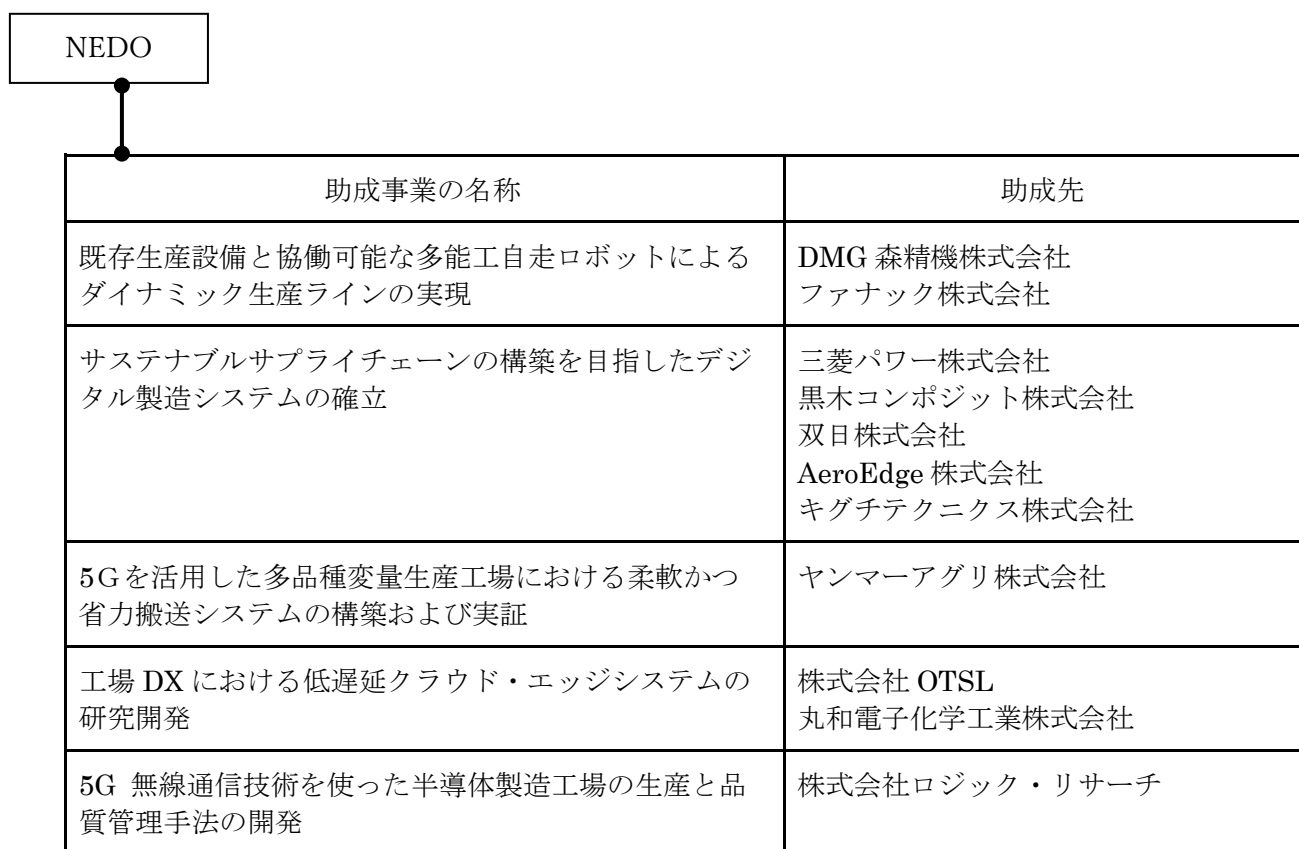 NEDO
助成事業の名称
助成先
既存生産設備と協働可能な多能工自走ロボットによる
ダイナミック生産ラインの実現
DMG 森精機株式会社
ファナック株式会社
サステナブルサプライチェーンの構築を目指したデジ
タル製造システムの確立
三菱パワー株式会社
黒木コンポジット株式会社
双日株式会社
AeroEdge 株式会社
キグチテクニクス株式会社
5Gを活用した多品種変量生産工場における柔軟かつ
省力搬送システムの構築および実証
ヤンマーアグリ株式会社
工場 DX における低遅延クラウド・エッジシステムの
研究開発
株式会社 OTSL
丸和電子化学工業株式会社
5G 無線通信技術を使った半導体製造工場の生産と品
質管理手法の開発
株式会社ロジック・リサーチ